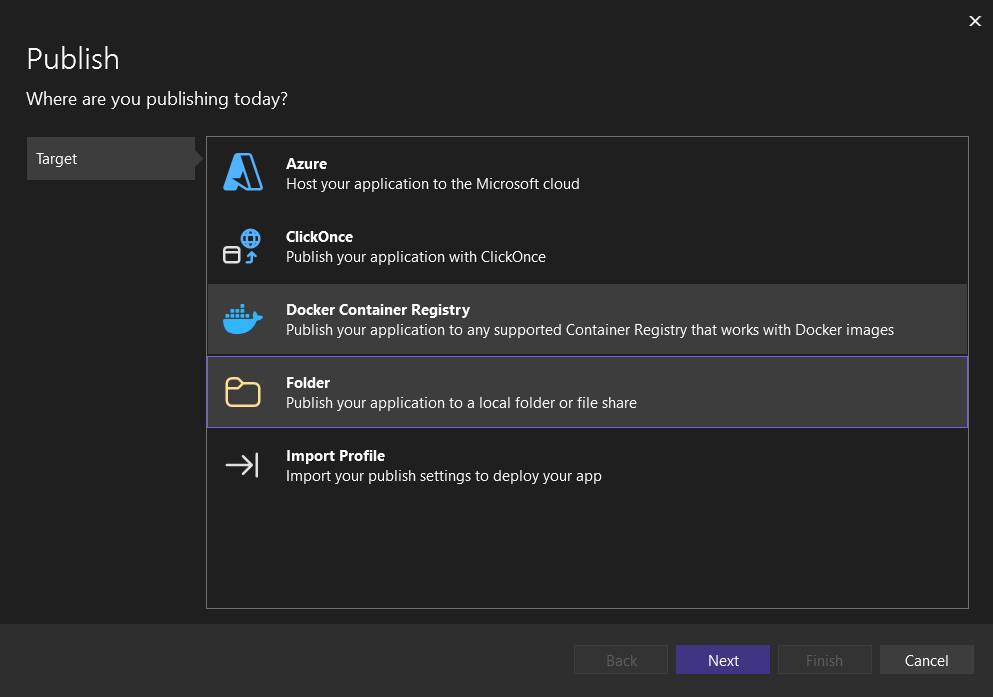 Publish
Where are you publishing today?
Target
Azure
Host your application to the Microsoft cloud
ClickOnce
Publish your application with ClickOnce
Docker Container Registry
Publish your application to any supported Container Registry that works with Docker images
Folder
Publish your application to a local folder or file share
Import Profile
Import your publish settings to deploy your app
Back
Next
Finish
Cancel